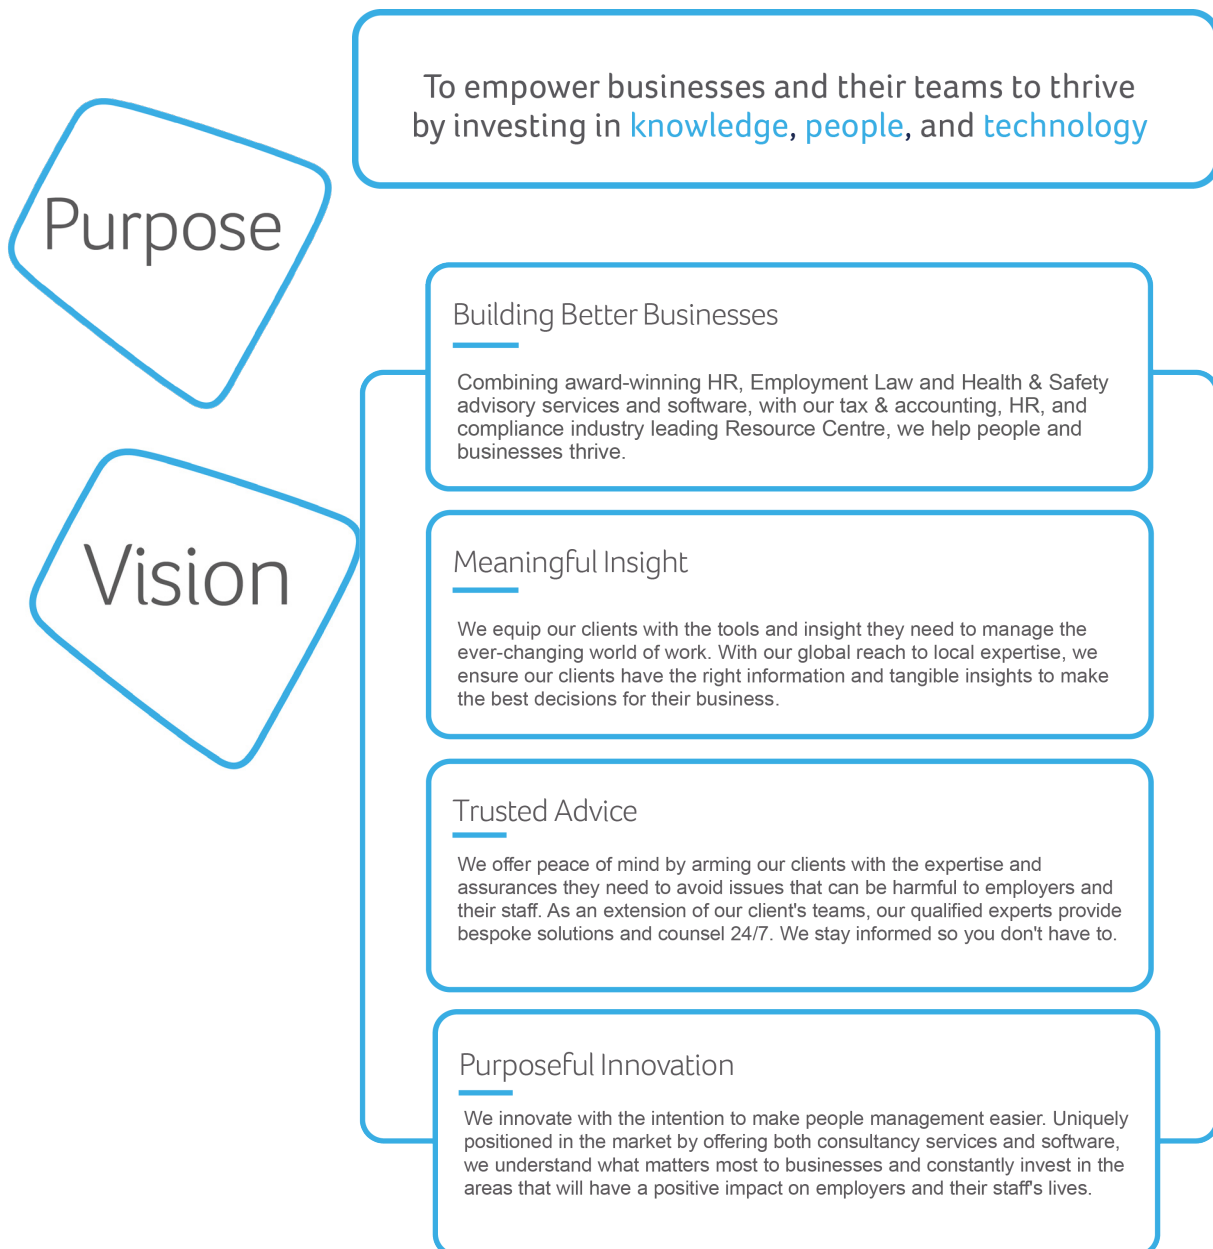 Purpose
To empower businesses and their teams to thrive
by investing in knowledge, people, and technology
Vision
Building Better Businesses
Combining award-winning HR, Employment Law and Health & Safety
advisory services and software, with our tax & accounting, HR, and
compliance industry leading Resource Centre, we help people and
businesses thrive.
Meaningful Insight
We equip our clients with the tools and insight they need to manage the
ever-changing world of work. With our global reach to local expertise, we
ensure our clients have the right information and tangible insights to make
the best decisions for their business.
Trusted Advice
We offer peace of mind by arming our clients with the expertise and
assurances they need to avoid issues that can be harmful to employers and
their staff. As an extension of our client's teams, our qualified experts provide
bespoke solutions and counsel 24/7. We stay informed so you don't have to.
Purposeful Innovation
We innovate with the intention to make people management easier. Uniquely
positioned in the market by offering both consultancy services and software,
we understand what matters most to businesses and constantly invest in the
areas that will have a positive impact on employers and their staff's lives.